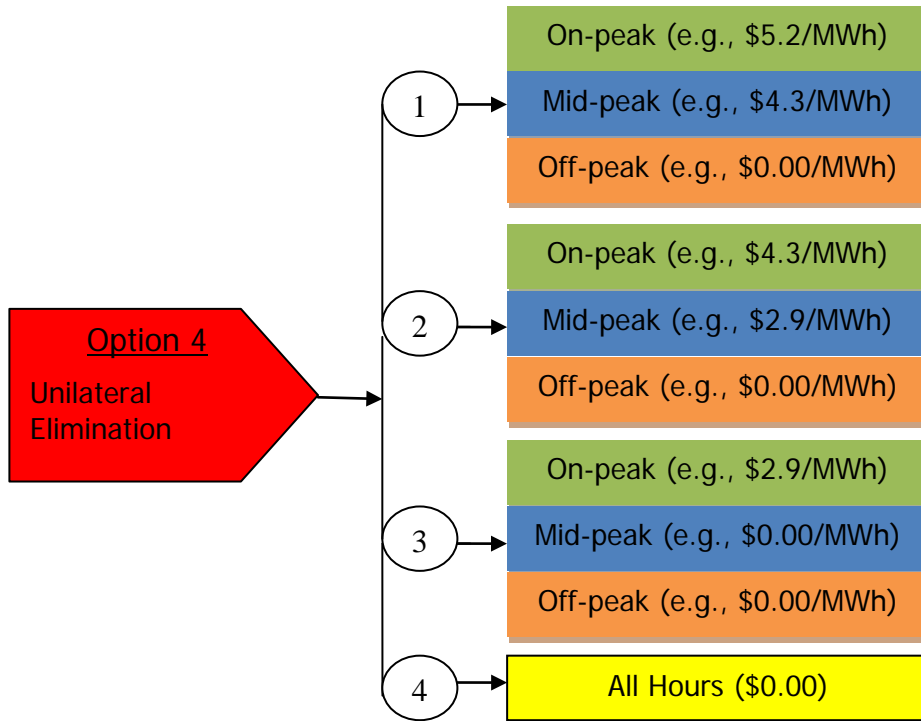 On-peak (e.g., $5.2/MWh)
1
Mid-peak (e.g., $4.3/MWh)
Off-peak (e.g., $0.00/MWh)
On-peak (e.g., $4.3/MWh)
2
Mid-peak (e.g., $2.9/MWh)
Option 4
Unilateral
Elimination
Off-peak (e.g., $0.00/MWh)
On-peak (e.g., $2.9/MWh)
3
Mid-peak (e.g., $0.00/MWh)
Off-peak (e.g., $0.00/MWh)
4
All Hours ($0.00)